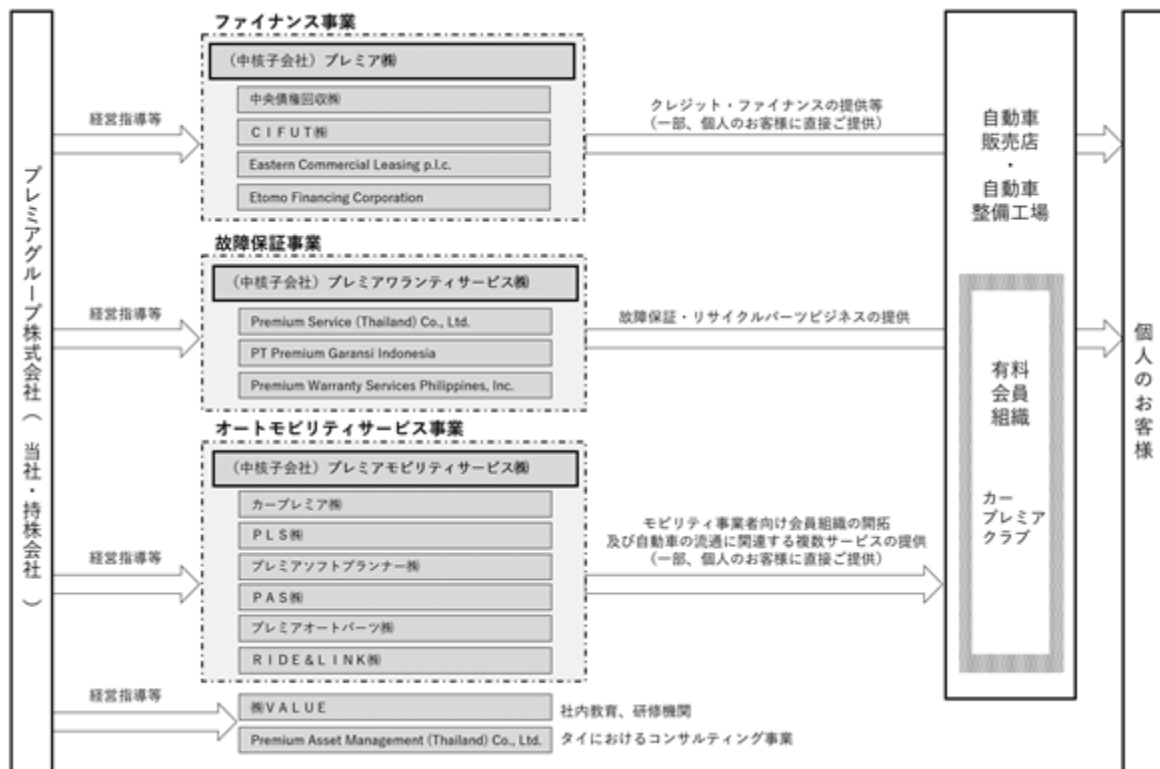 プレミアグループ株式会社（当社・持株会社）
ファイナンス事業
（中核子会社）プレミア㈱
中央債権回収㈱
ＣＩＦＵＴ㈱
Eastern Commercial Leasing p.l.c.
Etomo Financing Corporation
経営指導等
クレジット・ファイナンスの提供等
（一部、個人のお客様に直接ご提供）
故障保証事業
（中核子会社）プレミアワランティサービス㈱
Premium Service (Thailand) Co., Ltd.
PT Premium Garansi Indonesia
Premium Warranty Services Philippines, Inc.
経営指導等
故障保証・リサイクルパーツビジネスの提供
オートモビリティサービス事業
（中核子会社）プレミアモビリティサービス㈱
カープレミア㈱
ＰＬＳ㈱
プレミアソフトプランナー㈱
ＰＡＳ㈱
プレミアオートパーツ㈱
ＲＩＤＥ＆ＬＩＮＫ㈱
経営指導等
モビリティ事業者向け会員組織の開拓
及び自動車の流通に関連する複数サービスの提供
（一部、個人のお客様に直接ご提供）
経営指導等
㈱ＶＡＬＵＥ
社内教育、研修機関
Premium Asset Management (Thailand) Co., Ltd.
タイにおけるコンサルティング事業
自動車
販売店
・
自動車
整備工場
有料
会員
組織
カー
プレミア
クラブ
個人のお客様